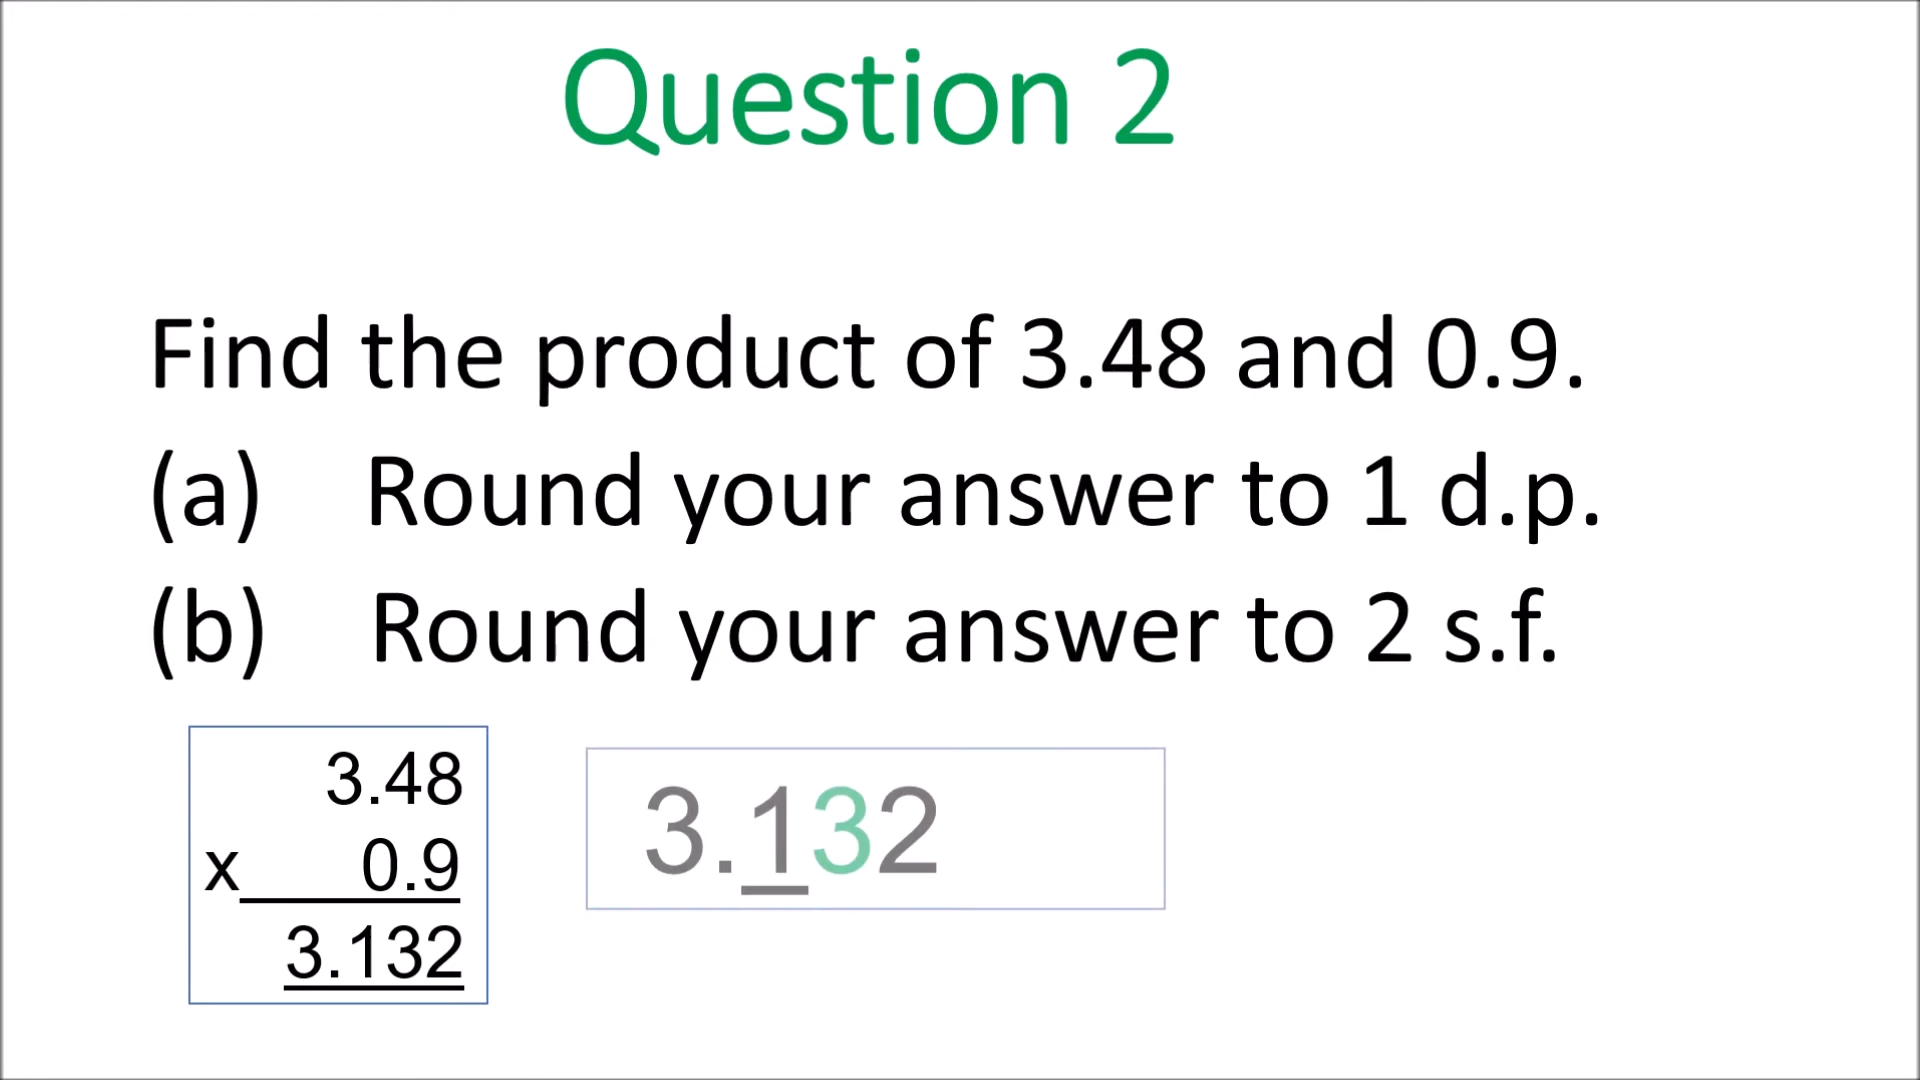 Question 2
Find the product of 3.48 and 0.9.
(a) Round your answer to 1 d.p.
(b) Round your answer to 2 s.f.
3.48
x 0.9
3.132
3.132